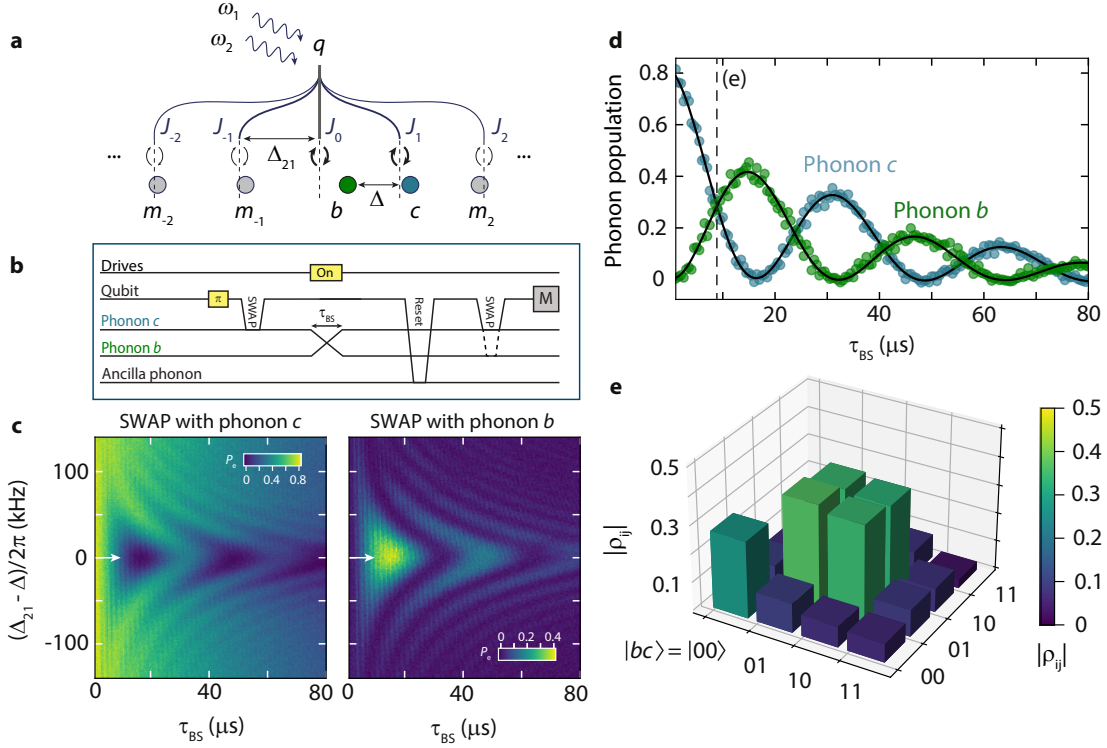 a
ω1
ω2
q
J-2
J-1
J0
J1
J2
...
Δ21
...
Δ
m-2
m-1
b
c
m2
b
Drives
On
Qubit
π
SWAP
Reset
SWAP
M
Phonon c
τBS
Phonon b
Ancilla phonon
c
SWAP with phonon c
SWAP with phonon b
(Δ21 - Δ)/2π (kHz)
100
0
-100
Pe
0 0.4 0.8
Pe
0 0.2 0.4
0 40 80
0 40 80
τBS (μs)
τBS (μs)
d
Phonon population
0.8
0.6
0.4
0.2
0
(e)
Phonon c
Phonon b
20 40 60 80
τBS (μs)
e
|ρij|
0.5
0.3
0.1
|bc⟩ = |00⟩
01
10
11
00
01
10
11
0.5
0.4
0.3
0.2
0.1
0
|ρij|